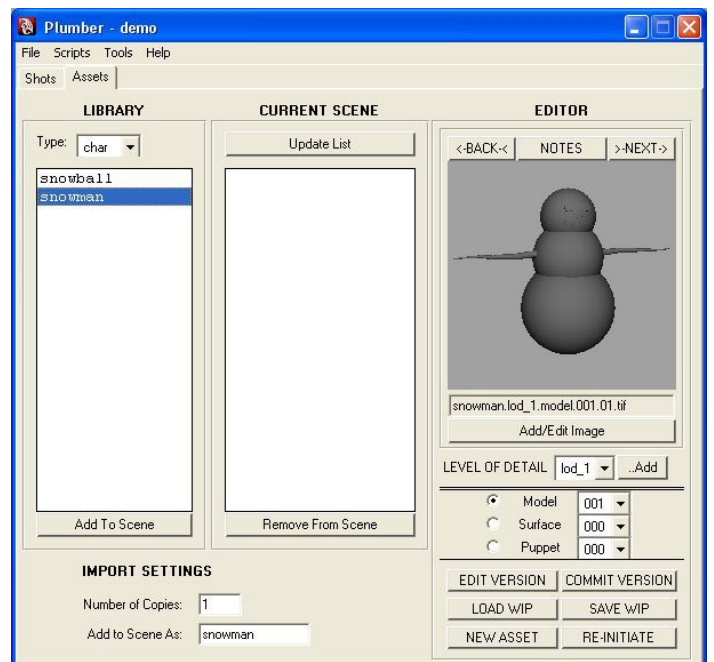 Plumber - demo
File Scripts Tools Help
Shots Assets
LIBRARY
Type: char
snowball
snowman
Add To Scene
CURRENT SCENE
Update List
Remove From Scene
EDITOR
<-BACK-< NOTES >-NEXT->
snowman.lod_1.model.001.01.tif
Add/Edit Image
LEVEL OF DETAIL lod_1 ..Add
Model 001
Surface 000
Puppet 000
EDIT VERSION COMMIT VERSION
LOAD WIP SAVE WIP
NEW ASSET RE-INITIATE
IMPORT SETTINGS
Number of Copies: 1
Add to Scene As: snowman